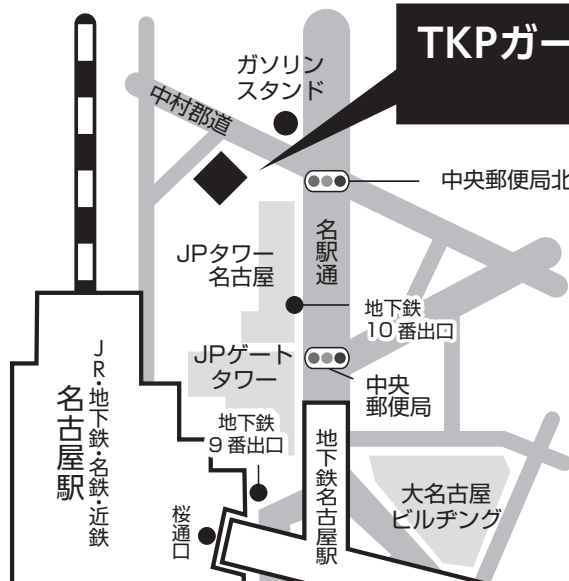 TKPガー
ガソリン
スタンド
中村郡道
中央郵便局北
名駅通
JPタワー
名古屋
地下鉄
10番出口
JPゲート
タワー
中央
郵便局
地下鉄
9番出口
JR・地下鉄・名鉄・近鉄
名古屋駅
地下鉄名古屋駅
桜通口
大名古屋
ビルヂング